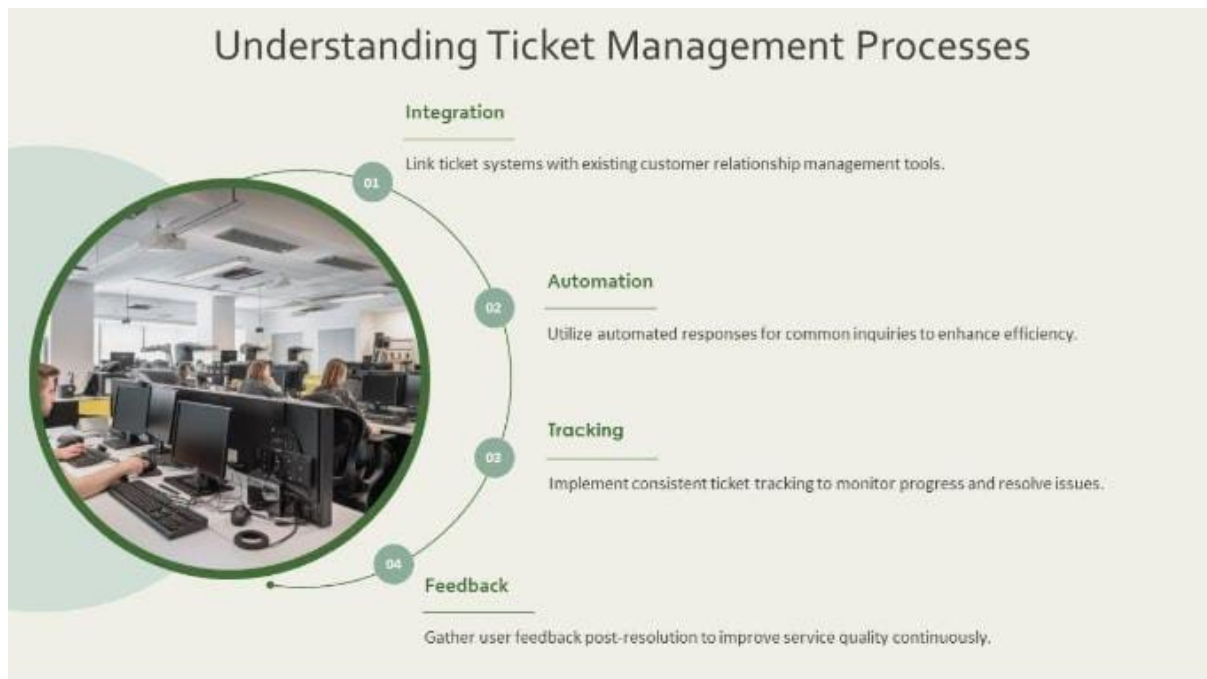 Understanding Ticket Management Processes
Integration
Link ticket systems with existing customer relationship management tools.
01
Automation
02
Utilize automated responses for common inquiries to enhance efficiency.
Tracking
03
Implement consistent ticket tracking to monitor progress and resolve issues.
04
Feedback
Gather user feedback post-resolution to improve service quality continuously.